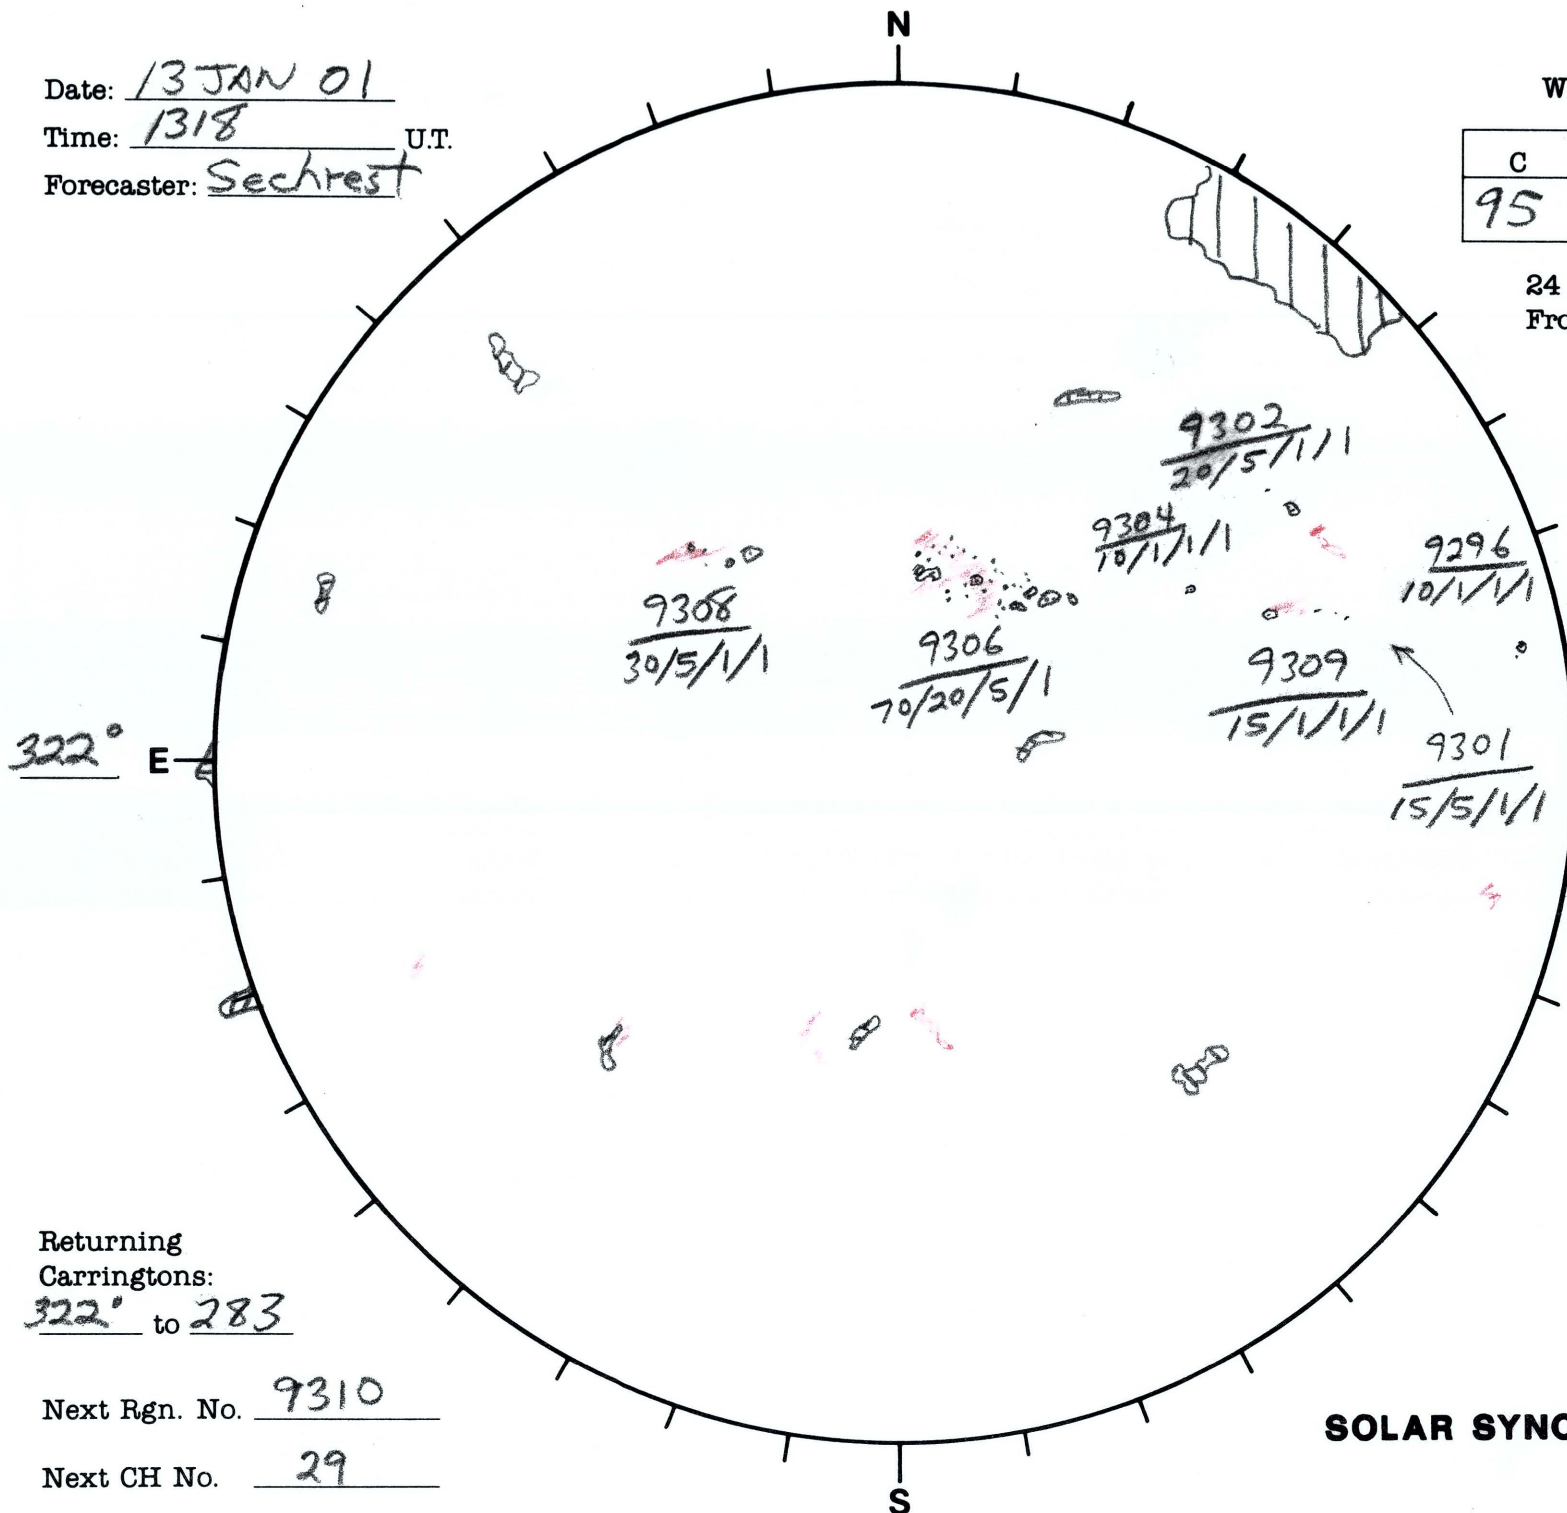 N
Date: 13 JAN 01
Time: 1318 U.T.
Forecaster: Sechrest
W
C
95
24
Fro
9302
20/5/1/1
9304
10/1/1/1
9296
10/1/1/1
9308
30/5/1/1
9306
70/20/5/1
9309
15/1/1/1
322° E
9301
15/5/1/1
Returning
Carringtons:
322° to 283
Next Rgn. No. 9310
SOLAR SYNO
Next CH No. 29
S